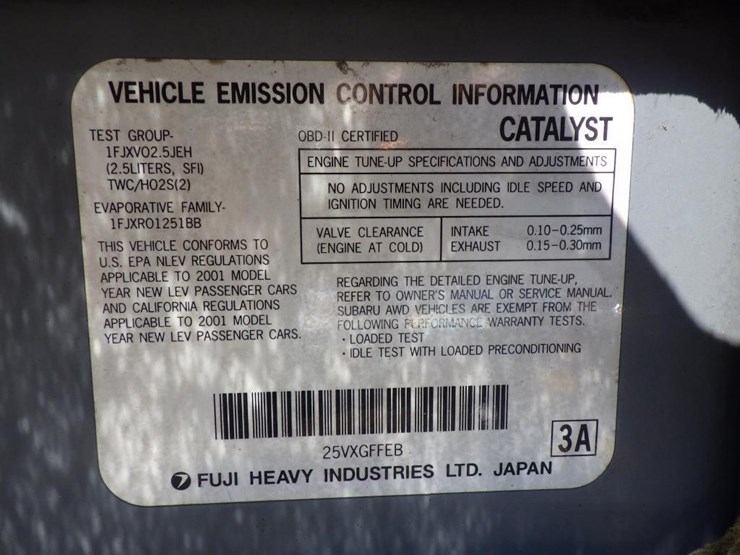 VEHICLE EMISSION CONTROL INFORMATION
CATALYST
TEST GROUP-
1FJXV02.5JEH
(2.5LITERS, SFI)
TWC/HO2S(2)
EVAPORATIVE FAMILY-
1FJXR01251BB
THIS VEHICLE CONFORMS TO
U.S. EPA NLEV REGULATIONS
APPLICABLE TO 2001 MODEL
YEAR NEW LEV PASSENGER CARS
AND CALIFORNIA REGULATIONS
APPLICABLE TO 2001 MODEL
YEAR NEW LEV PASSENGER CARS.
OBD-II CERTIFIED
ENGINE TUNE-UP SPECIFICATIONS AND ADJUSTMENTS
NO ADJUSTMENTS INCLUDING IDLE SPEED AND
IGNITION TIMING ARE NEEDED.
VALVE CLEARANCE INTAKE 0.10-0.25mm
(ENGINE AT COLD) EXHAUST 0.15-0.30mm
REGARDING THE DETAILED ENGINE TUNE-UP,
REFER TO OWNER'S MANUAL OR SERVICE MANUAL.
SUBARU AWD VEHICLES ARE EXEMPT FROM THE
FOLLOWING PERFORMANCE WARRANTY TESTS.
· LOADED TEST
· IDLE TEST WITH LOADED PRECONDITIONING
25VXGFFEB
3A
FUJI HEAVY INDUSTRIES LTD. JAPAN